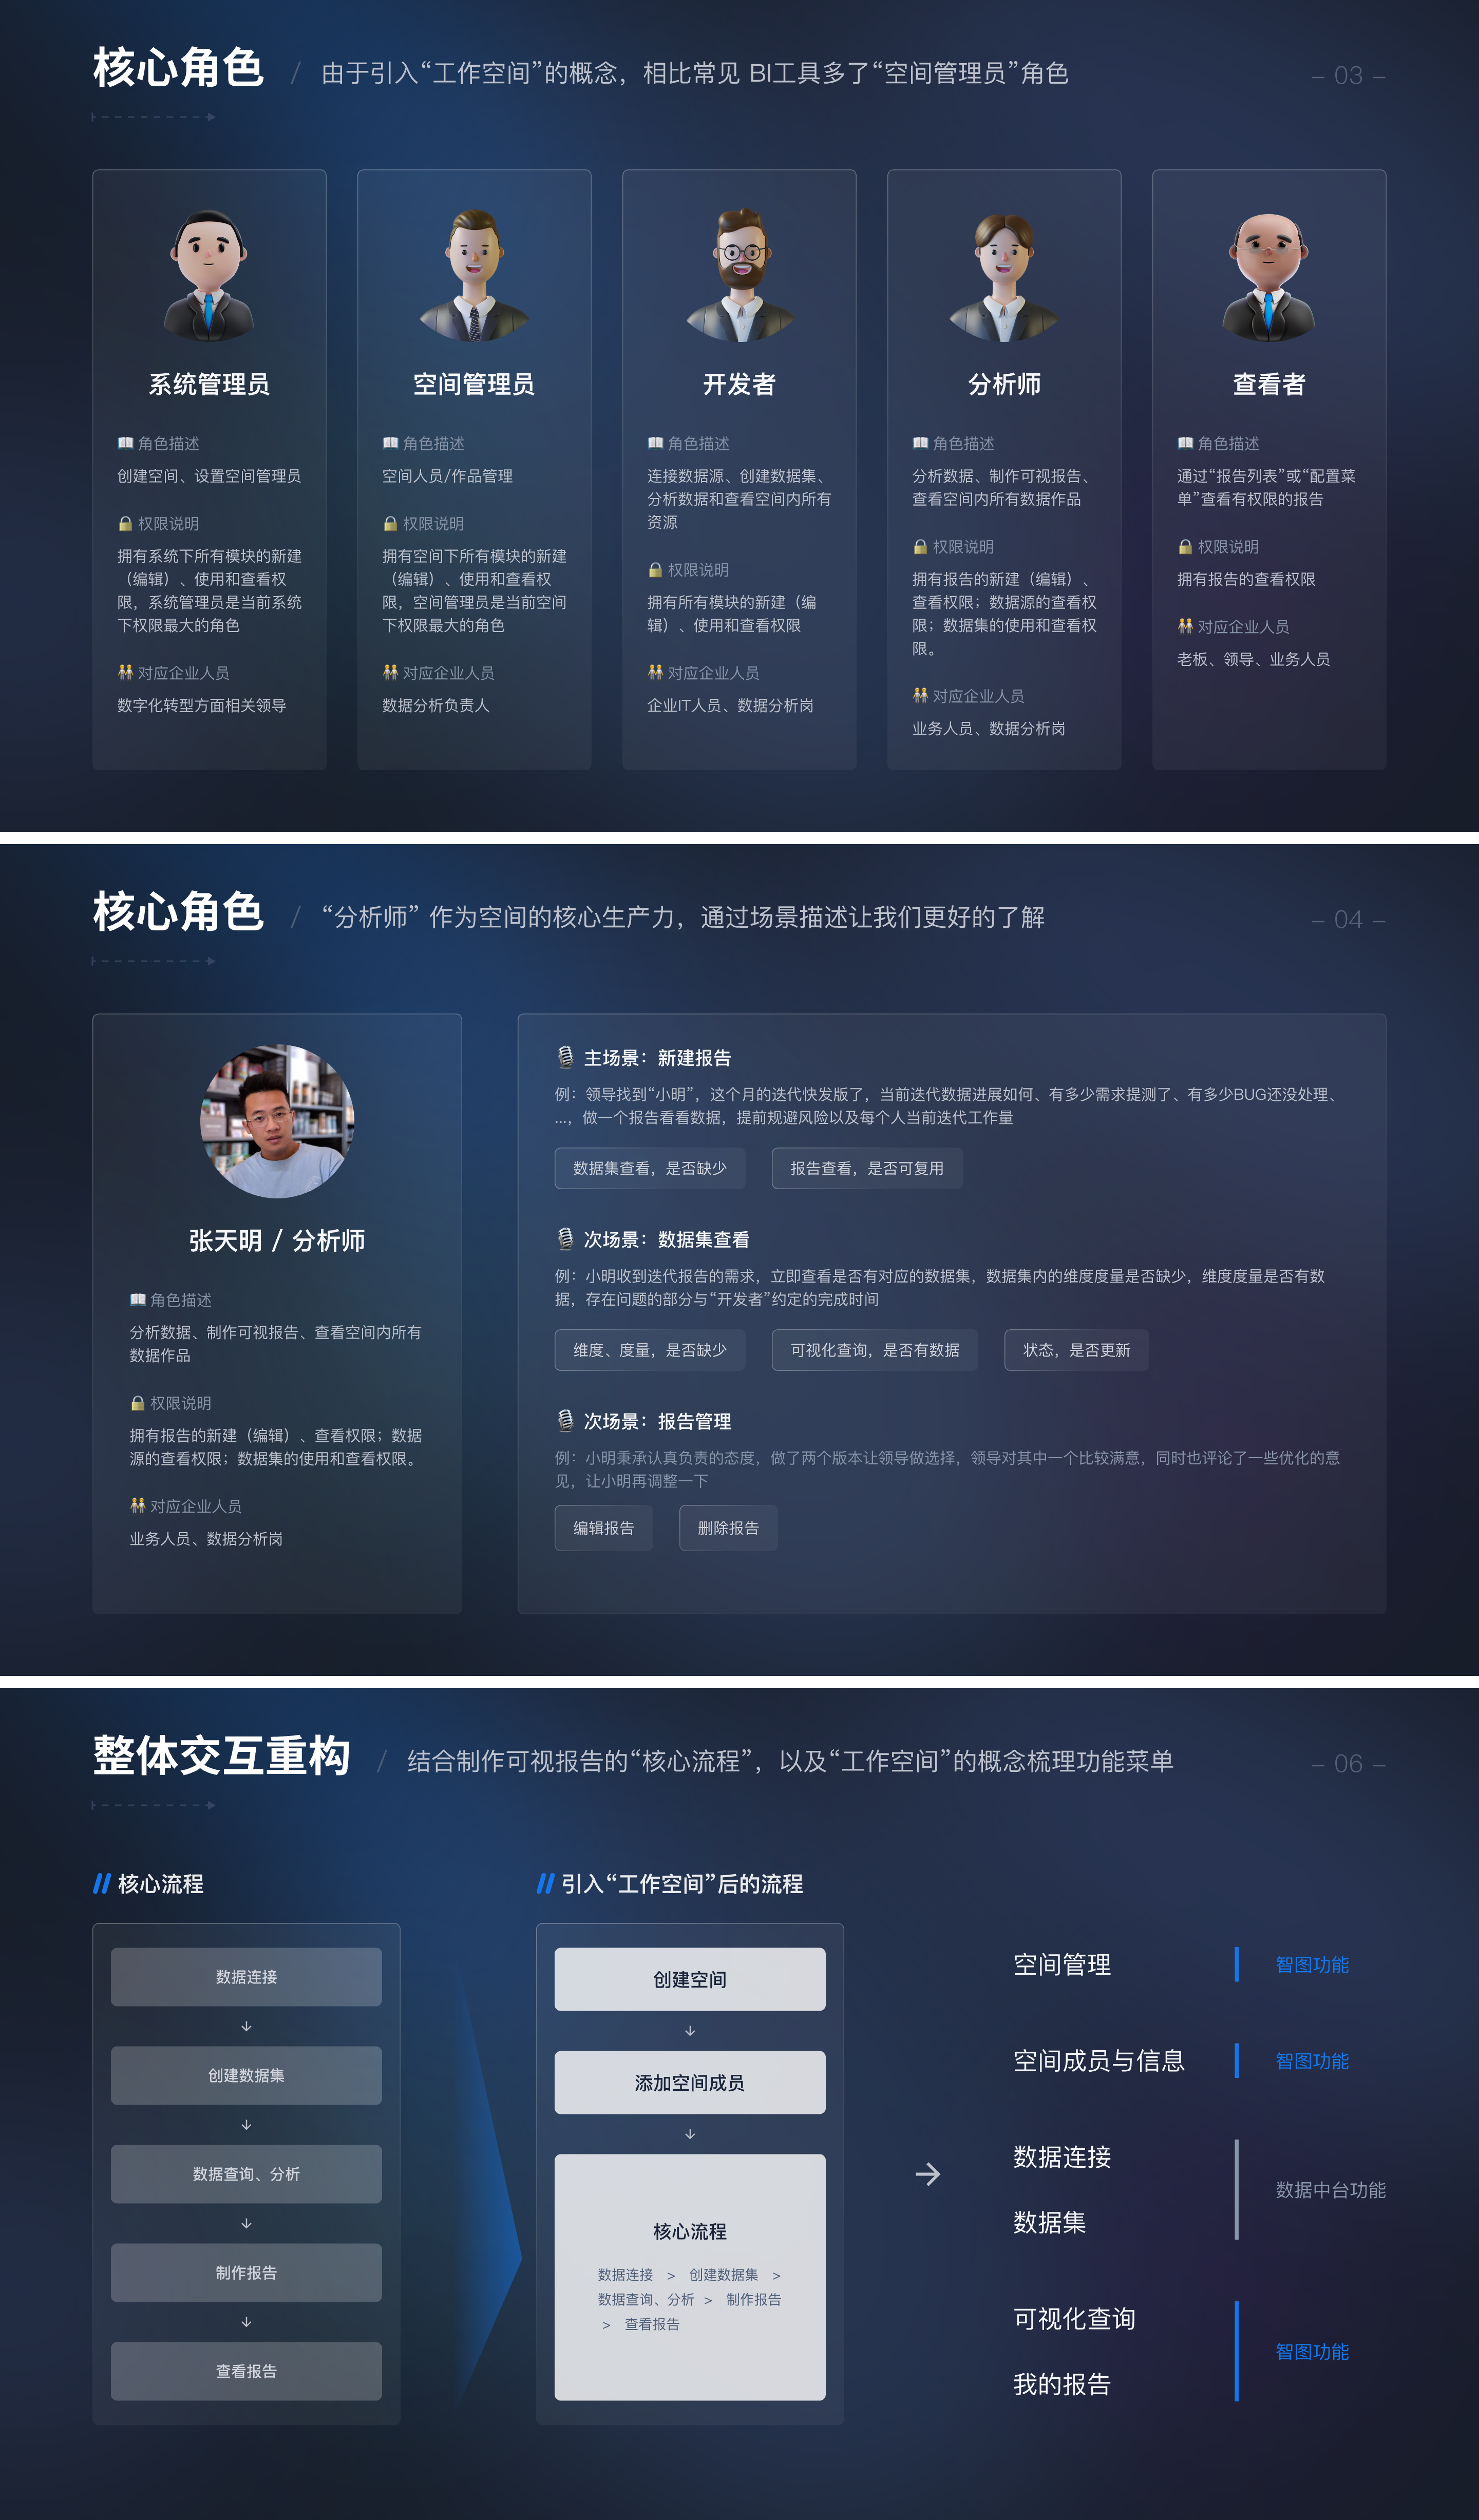 核心角色 / 由于引入“工作空间”的概念，相比常见 BI工具多了“空间管理员”角色
– 03 –
系统管理员
角色描述
创建空间、设置空间管理员
权限说明
拥有系统下所有模块的新建
（编辑）、使用和查看权
限，系统管理员是当前系统
下权限最大的角色
对应企业人员
数字化转型方面相关领导
空间管理员
角色描述
空间人员/作品管理
权限说明
拥有空间下所有模块的新建
（编辑）、使用和查看权
限，空间管理员是当前空间
下权限最大的角色
对应企业人员
数据分析负责人
开发者
角色描述
连接数据源、创建数据集、
分析数据和查看空间内所有
资源
权限说明
拥有所有模块的新建（编
辑）、使用和查看权限
对应企业人员
企业IT人员、数据分析岗
分析师
角色描述
分析数据、制作可视报告、
查看空间内所有数据作品
权限说明
拥有报告的新建（编辑）、
查看权限；数据源的查看权
限；数据集的使用和查看权
限。
对应企业人员
业务人员、数据分析岗
查看者
角色描述
通过“报告列表”或“配置菜
单”查看有权限的报告
权限说明
拥有报告的查看权限
对应企业人员
老板、领导、业务人员
核心角色 / “分析师” 作为空间的核心生产力，通过场景描述让我们更好的了解
– 04 –
张天明 / 分析师
角色描述
分析数据、制作可视报告、查看空间内所有
数据作品
权限说明
拥有报告的新建（编辑）、查看权限；数据
源的查看权限；数据集的使用和查看权限。
对应企业人员
业务人员、数据分析岗
主场景：新建报告
例：领导找到“小明”，这个月的迭代快发版了，当前迭代数据进展如何、有多少需求提测了、有多少BUG还没处理、
...，做一个报告看看数据，提前规避风险以及每个人当前迭代工作量
数据集查看，是否缺少
报告查看，是否可复用
次场景：数据集查看
例：小明收到迭代报告的需求，立即查看是否有对应的数据集，数据集内的维度度量是否缺少，维度度量是否有数
据，存在问题的部分与“开发者”约定的完成时间
维度、度量，是否缺少
可视化查询，是否有数据
状态，是否更新
次场景：报告管理
例：小明秉承认真负责的态度，做了两个版本让领导做选择，领导对其中一个比较满意，同时也评论了一些优化的意
见，让小明再调整一下
编辑报告
删除报告
整体交互重构 / 结合制作可视报告的“核心流程”，以及“工作空间”的概念梳理功能菜单
– 06 –
核心流程
数据连接
创建数据集
数据查询、分析
制作报告
查看报告
引入“工作空间”后的流程
创建空间
添加空间成员
核心流程
数据连接 > 创建数据集 >
数据查询、分析 > 制作报告
> 查看报告
空间管理
智图功能
空间成员与信息
智图功能
数据连接
数据集
数据中台功能
可视化查询
我的报告
智图功能